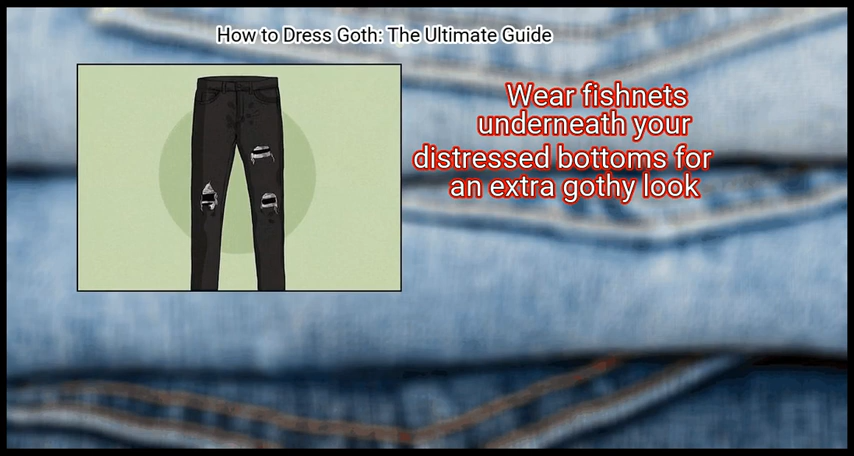 How to Dress Goth: The Ultimate Guide
Wear fishnets
underneath your
distressed bottoms for
an extra gothy look